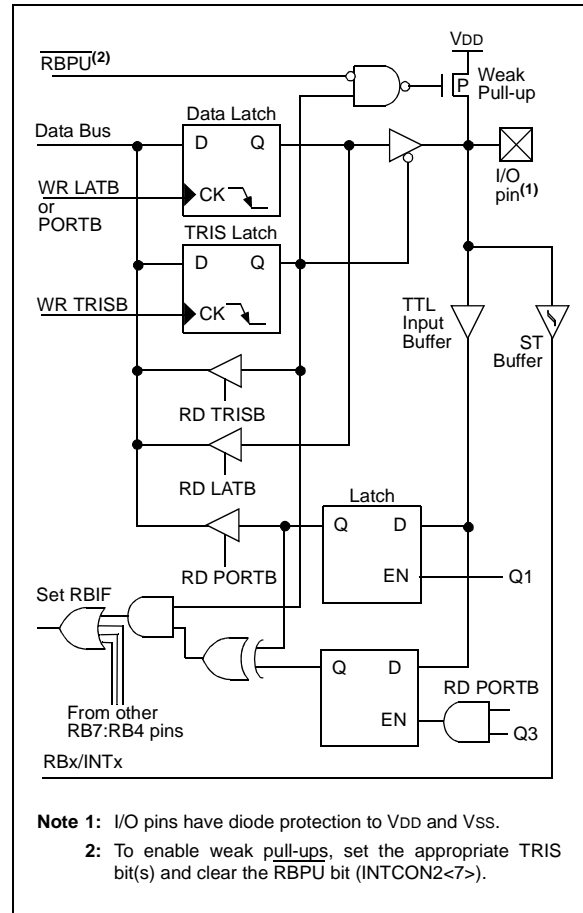 VDD
RBPU(2)
Weak
Pull-up
P
Data Latch
Data Bus
D Q
I/O
pin(1)
WR LATB
or
PORTB
CK
TRIS Latch
D Q
TTL
Input
Buffer
ST
Buffer
WR TRISB
CK
RD TRISB
RD LATB
Latch
Q D
RD PORTB
EN
Q1
Set RBIF
Q D
RD PORTB
From other
RB7:RB4 pins
EN
Q3
RBx/INTx
Note 1: I/O pins have diode protection to VDD and VSS.
2: To enable weak pull-ups, set the appropriate TRIS
bit(s) and clear the RBPU bit (INTCON2<7>).